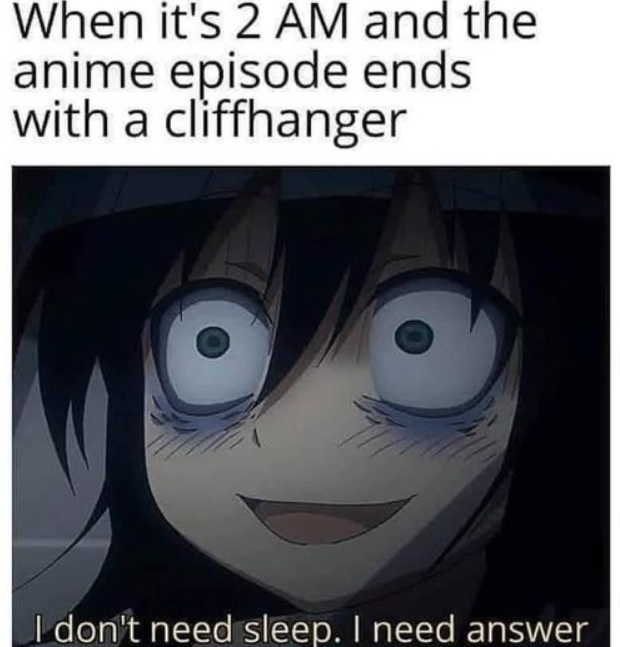 When it's 2 AM and the
anime episode ends
with a cliffhanger
I don't need sleep. I need answer